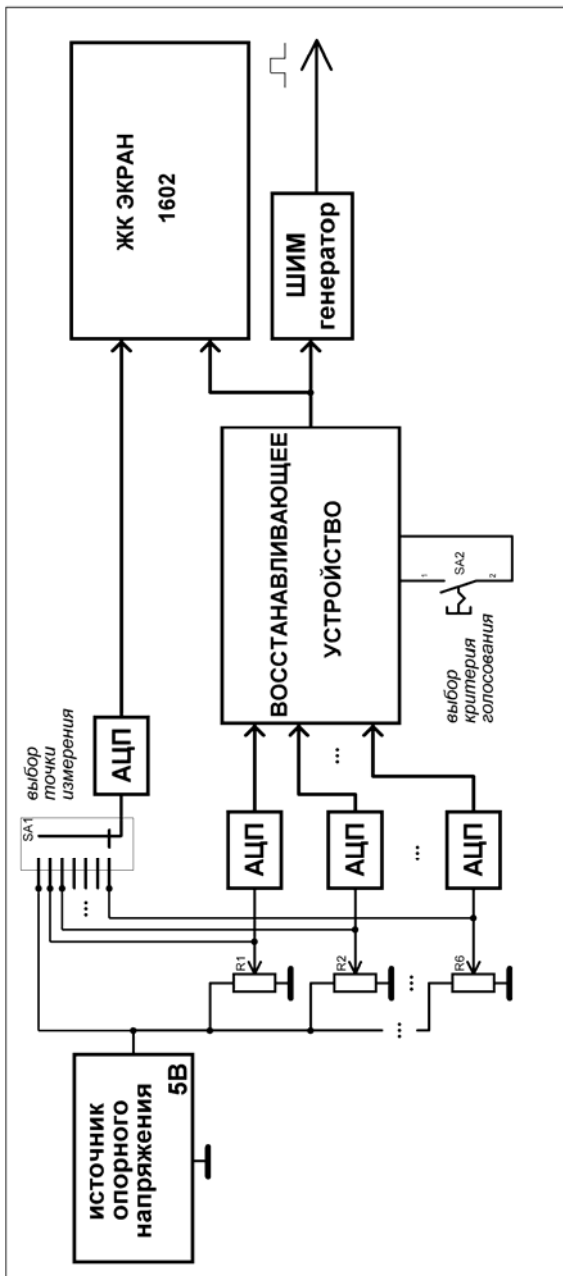 ИСТОЧНИК
ОПОРНОГО
НАПРЯЖЕНИЯ
5В
SA1
выбор
точки
измерения
АЦП
ЖК ЭКРАН
1602
R1
R2
...
R6
...
...
АЦП
АЦП
...
АЦП
...
ВОССТАНАВЛИВАЮЩЕЕ
УСТРОЙСТВО
1
SA2
2
выбор
критерия
голосования
ШИМ
генератор